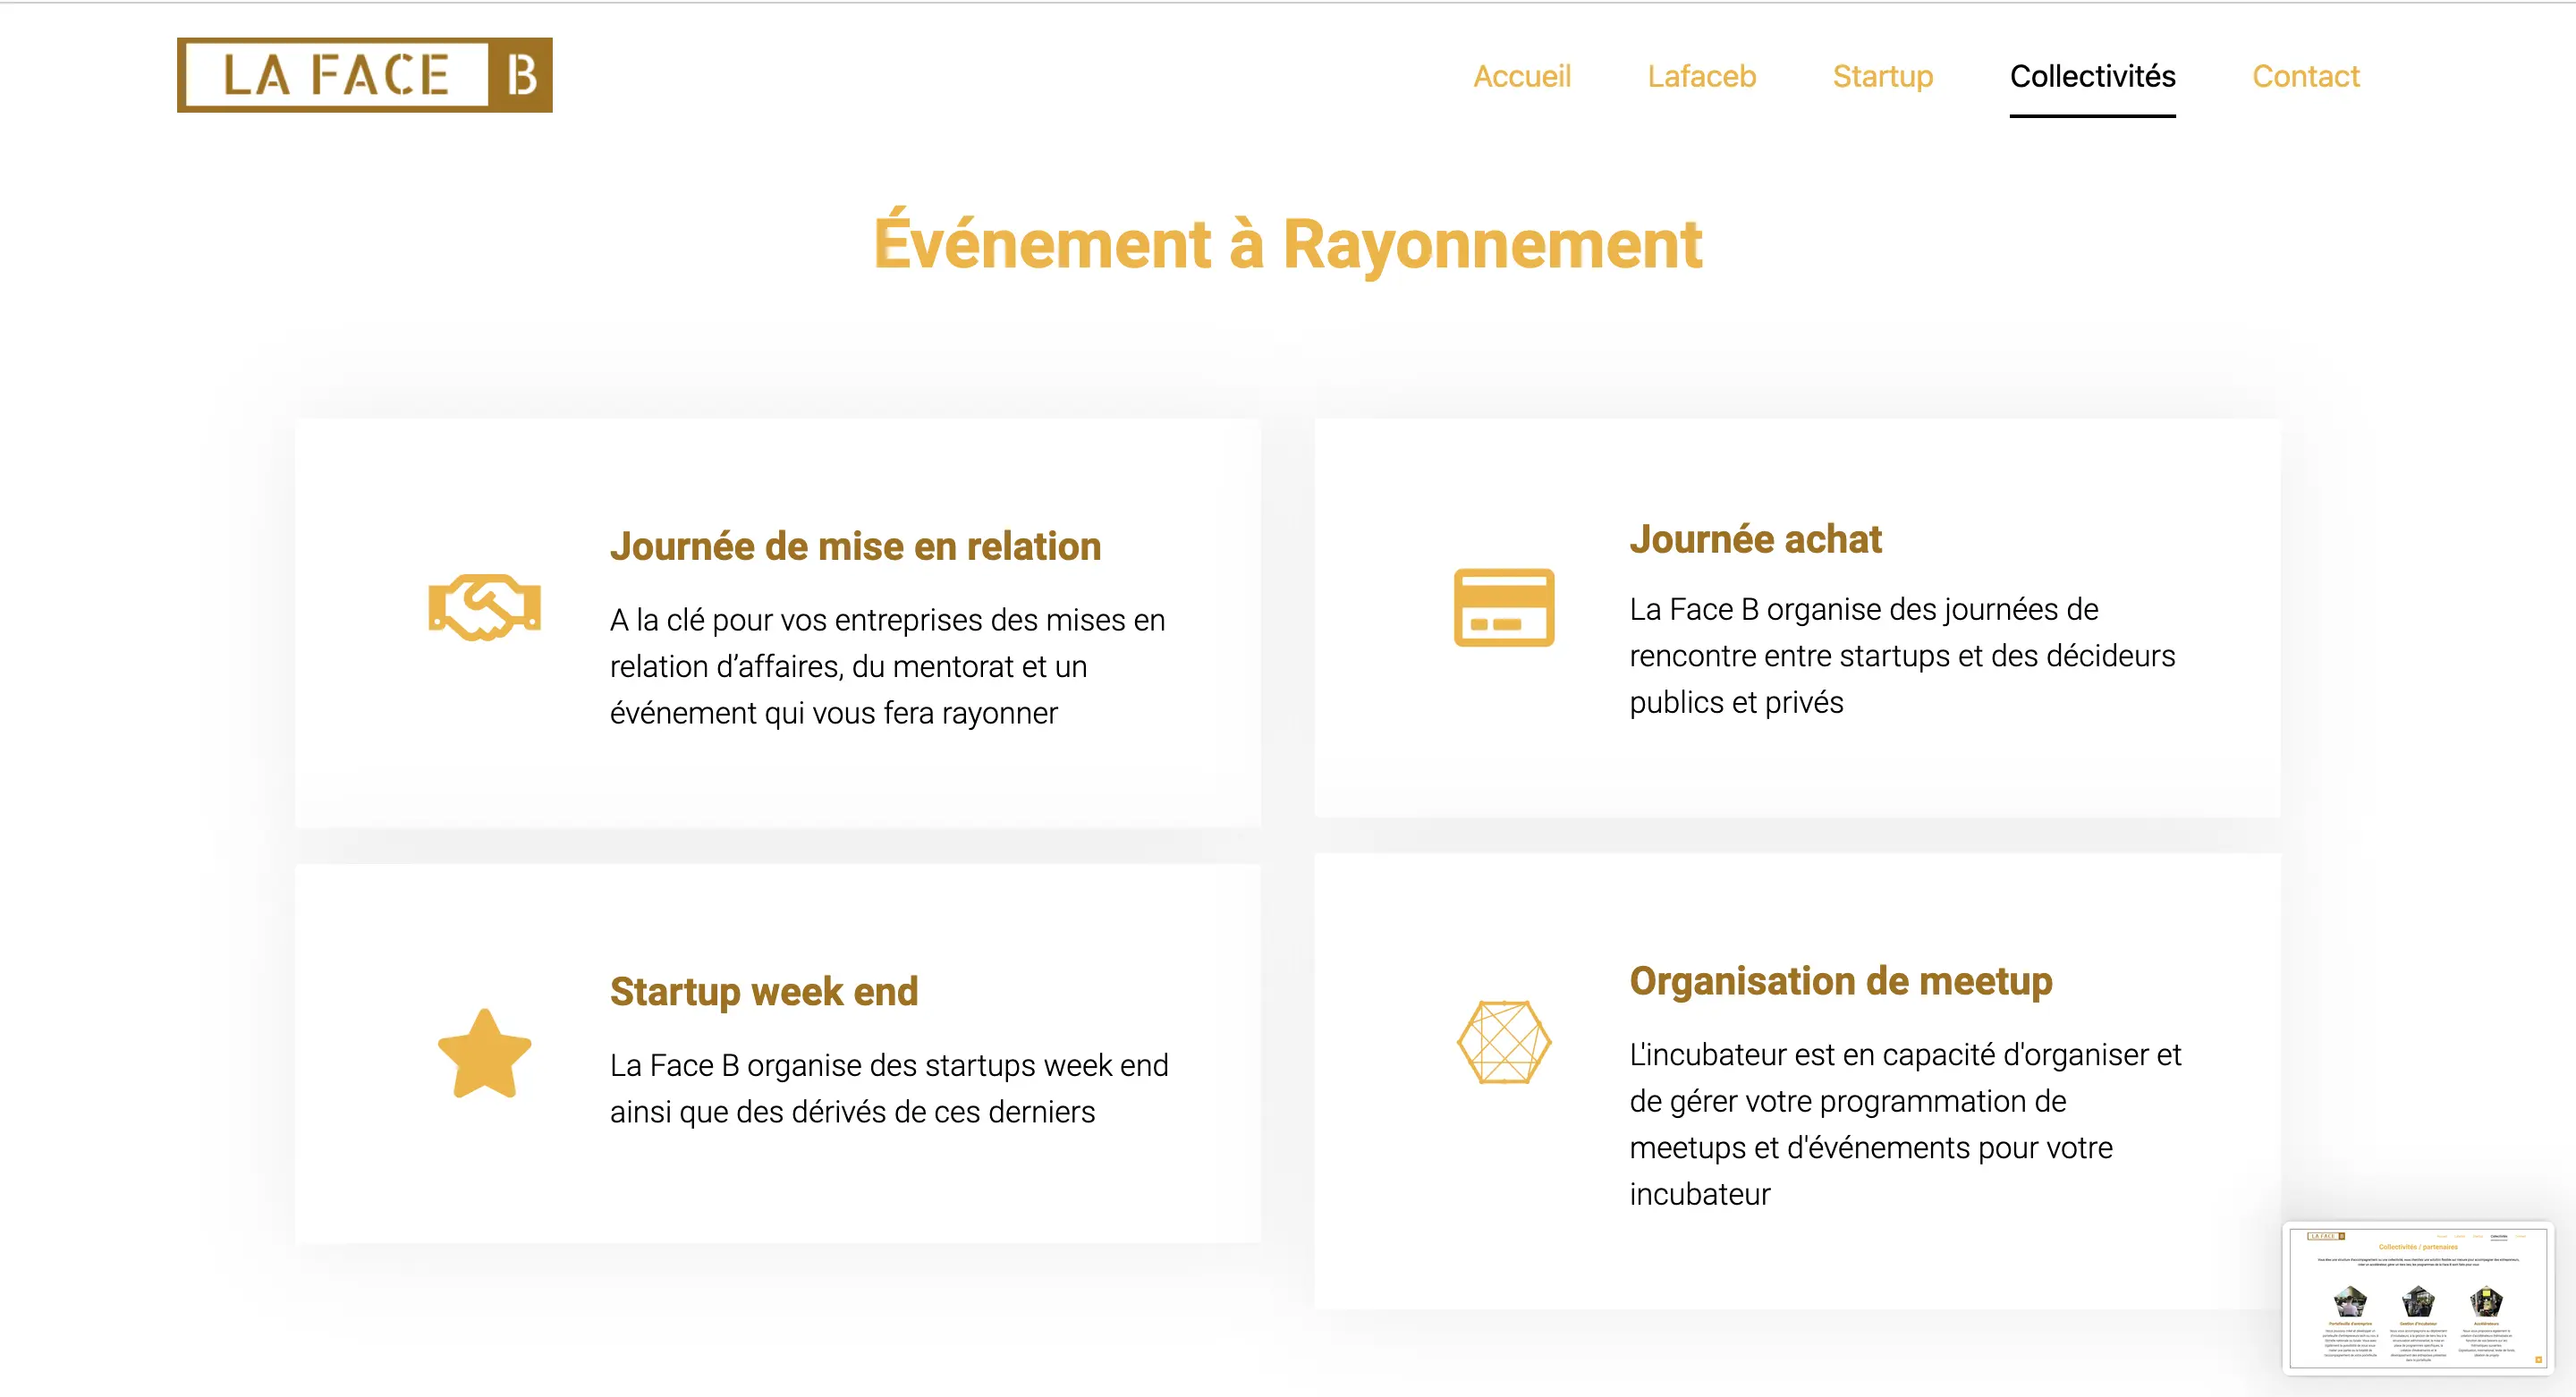 LA FACE B
Accueil
Lafaceb
Startup
Collectivités
Contact
Événement à Rayonnement
Journée de mise en relation
A la clé pour vos entreprises des mises en
relation d’affaires, du mentorat et un
événement qui vous fera rayonner
Journée achat
La Face B organise des journées de
rencontre entre startups et des décideurs
publics et privés
Startup week end
La Face B organise des startups week end
ainsi que des dérivés de ces derniers
Organisation de meetup
L'incubateur est en capacité d'organiser et
de gérer votre programmation de
meetups et d'événements pour votre
incubateur
LA FACE B
Collectivités / partenaires